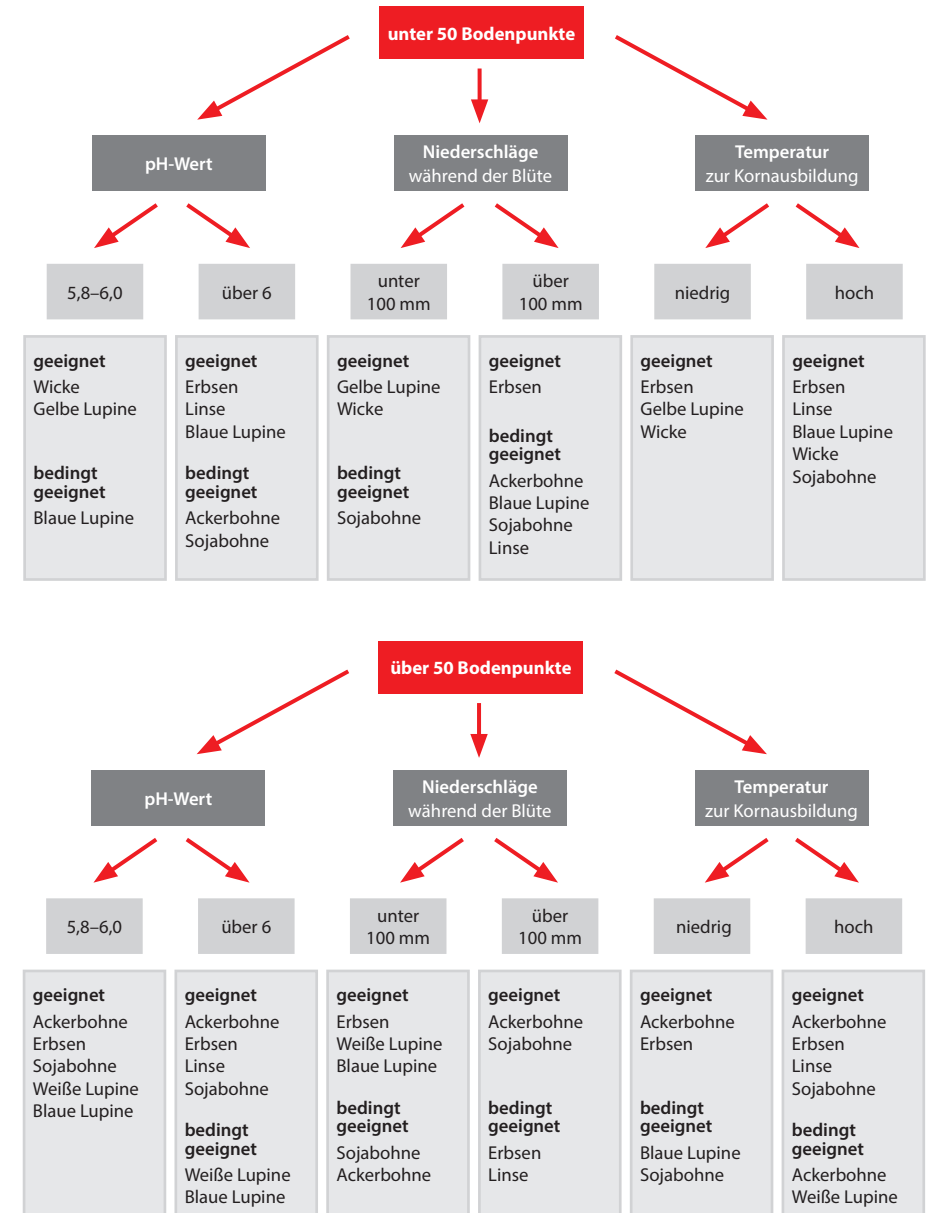 unter 50 Bodenpunkte
pH-Wert
Niederschläge
während der Blüte
Temperatur
zur Kornausbildung
5,8–6,0
über 6
unter
100 mm
über
100 mm
niedrig
hoch
geeignet
Wicke
Gelbe Lupine
bedingt
geeignet
Blaue Lupine
geeignet
Erbsen
Linse
Blaue Lupine
bedingt
geeignet
Ackerbohne
Sojabohne
geeignet
Gelbe Lupine
Wicke
bedingt
geeignet
Sojabohne
geeignet
Erbsen
bedingt
geeignet
Ackerbohne
Blaue Lupine
Sojabohne
Linse
geeignet
Erbsen
Gelbe Lupine
Wicke
geeignet
Erbsen
Linse
Blaue Lupine
Wicke
Sojabohne
über 50 Bodenpunkte
pH-Wert
Niederschläge
während der Blüte
Temperatur
zur Kornausbildung
5,8–6,0
über 6
unter
100 mm
über
100 mm
niedrig
hoch
geeignet
Ackerbohne
Erbsen
Sojabohne
Weiße Lupine
Blaue Lupine
geeignet
Ackerbohne
Erbsen
Linse
Sojabohne
bedingt
geeignet
Weiße Lupine
Blaue Lupine
geeignet
Erbsen
Weiße Lupine
Blaue Lupine
bedingt
geeignet
Sojabohne
Ackerbohne
geeignet
Ackerbohne
Sojabohne
bedingt
geeignet
Erbsen
Linse
geeignet
Ackerbohne
Erbsen
bedingt
geeignet
Blaue Lupine
Sojabohne
geeignet
Ackerbohne
Erbsen
Linse
Sojabohne
bedingt
geeignet
Ackerbohne
Weiße Lupine